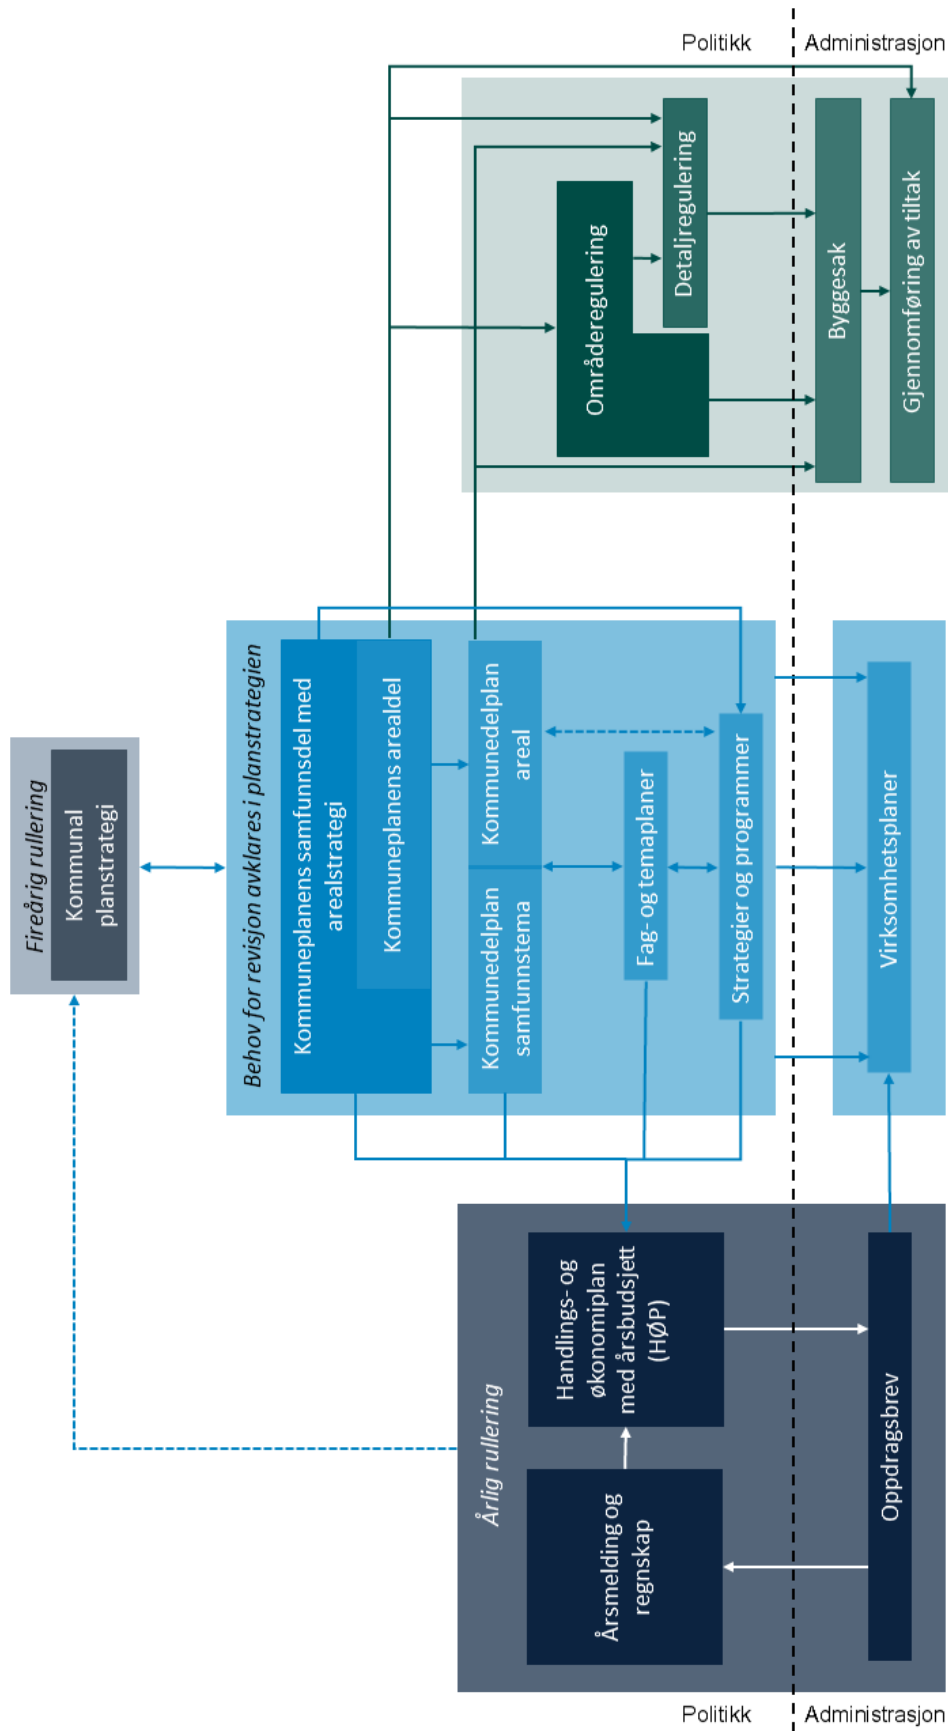 Politikk
Administrasjon
Fireårig rullering
Kommunal
planstrategi
Behov for revisjon avklares i planstrategien
Kommuneplanens samfunnsdel med
arealstrategi
Kommuneplanens arealdel
Kommunedelplan
samfunnstema
Kommunedelplan
areal
Fag- og temaplaner
Strategier og programmer
Virksomhetsplaner
Områderegulering
Detaljregulering
Byggesak
Gjennomføring av tiltak
Årlig rullering
Årsmelding og
regnskap
Handlings- og
økonomiplan
med årsbudsjett
(HØP)
Oppdragsbrev
Politikk
Administrasjon